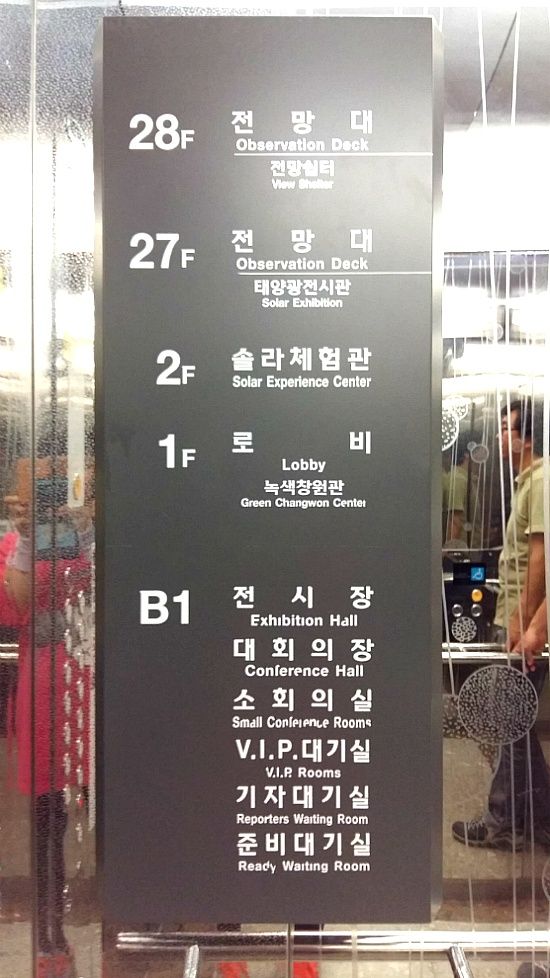 28F 전 망 대
Observation Deck
전망쉼터
View Shelter
27F 전 망 대
Observation Deck
태양광전시관
Solar Exhibition
2F 솔라체험관
Solar Experience Center
1F 로 비
Lobby
녹색창원관
Green Changwon Center
B1 전 시 장
Exhibition Hall
대 회 의 장
Conference Hall
소 회 의 실
Small Conference Rooms
V.I.P.대기실
V.I.P. Rooms
기자대기실
Reporters Waiting Room
준비대기실
Ready Waiting Room